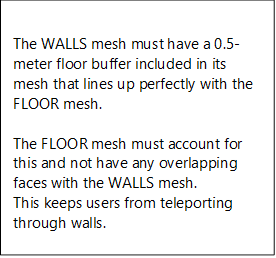 The WALLS mesh must have a 0.5-
meter floor buffer included in its
mesh that lines up perfectly with the
FLOOR mesh.
The FLOOR mesh must account for
this and not have any overlapping
faces with the WALLS mesh.
This keeps users from teleporting
through walls.